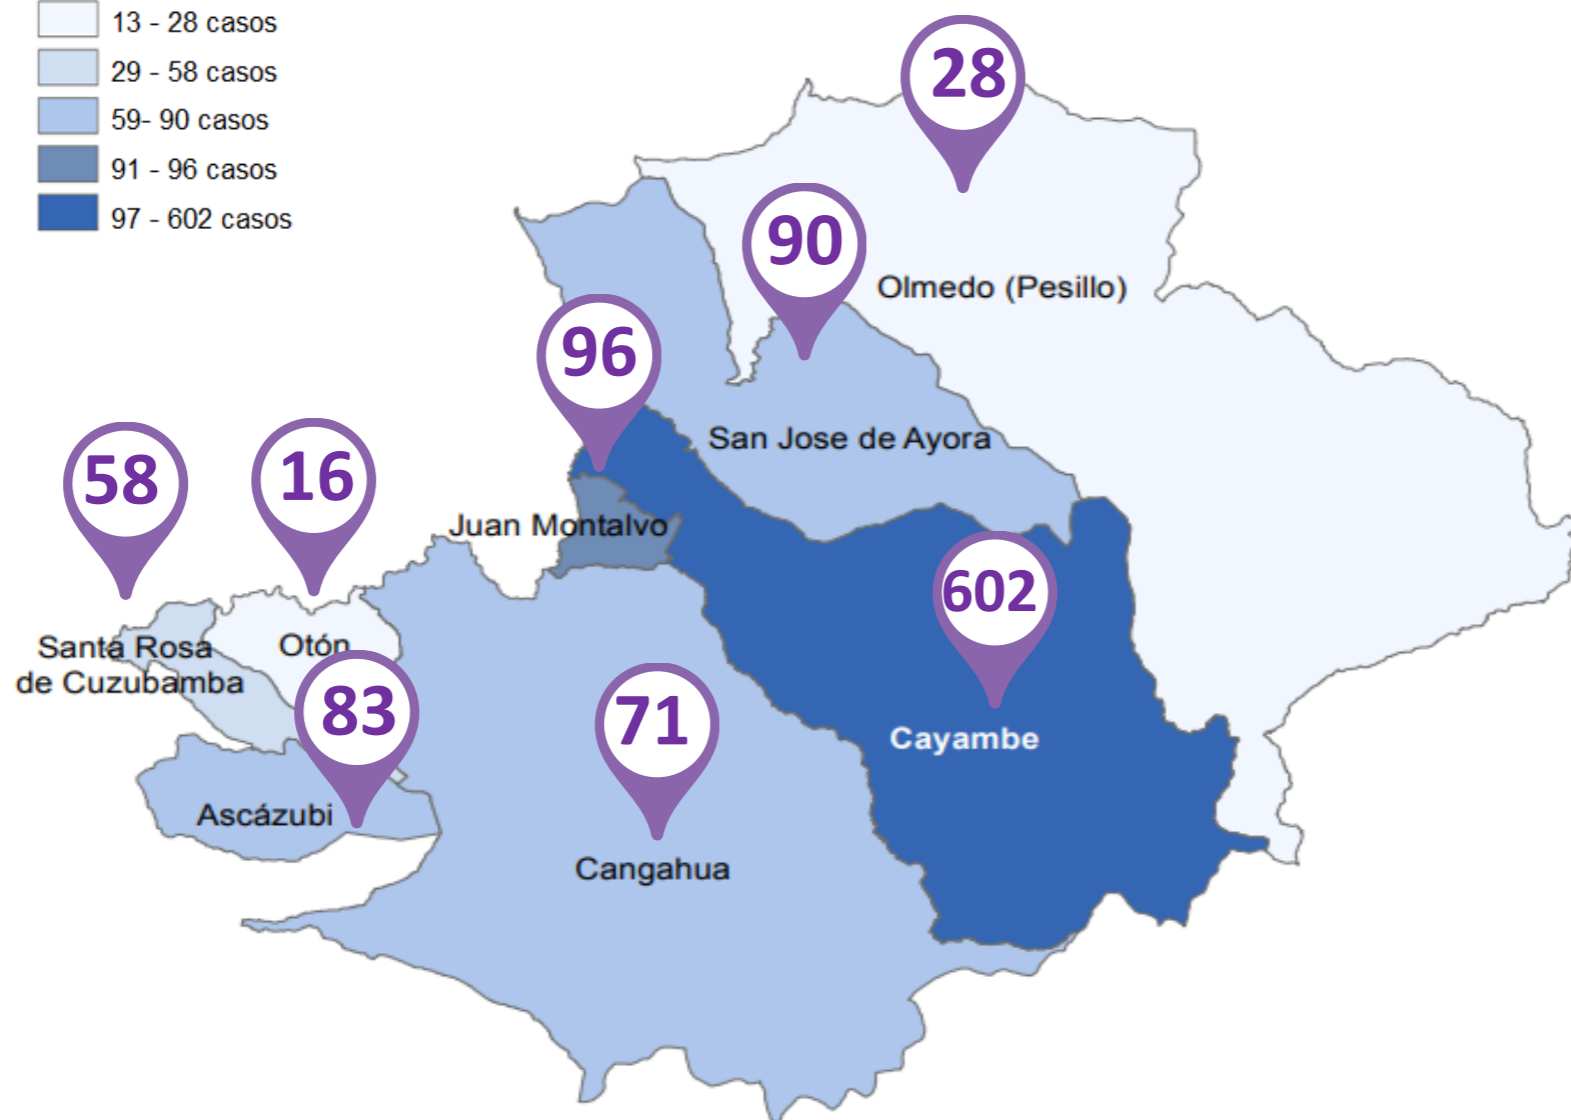 13 - 28 casos
29 - 58 casos
59- 90 casos
91 - 96 casos
97 - 602 casos
28
90
Olmedo (Pesillo)
96
San Jose de Ayora
58
16
Juan Montalvo
602
Santa Rosa
de Cuzubamba
Otón
83
71
Cayambe
Ascázubi
Cangahua